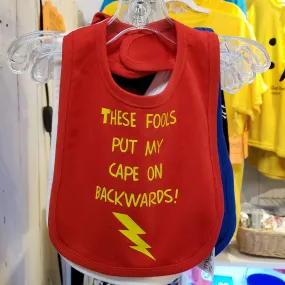 THESE FOOLS
PUT MY
CAPE ON
BACKWARDS!